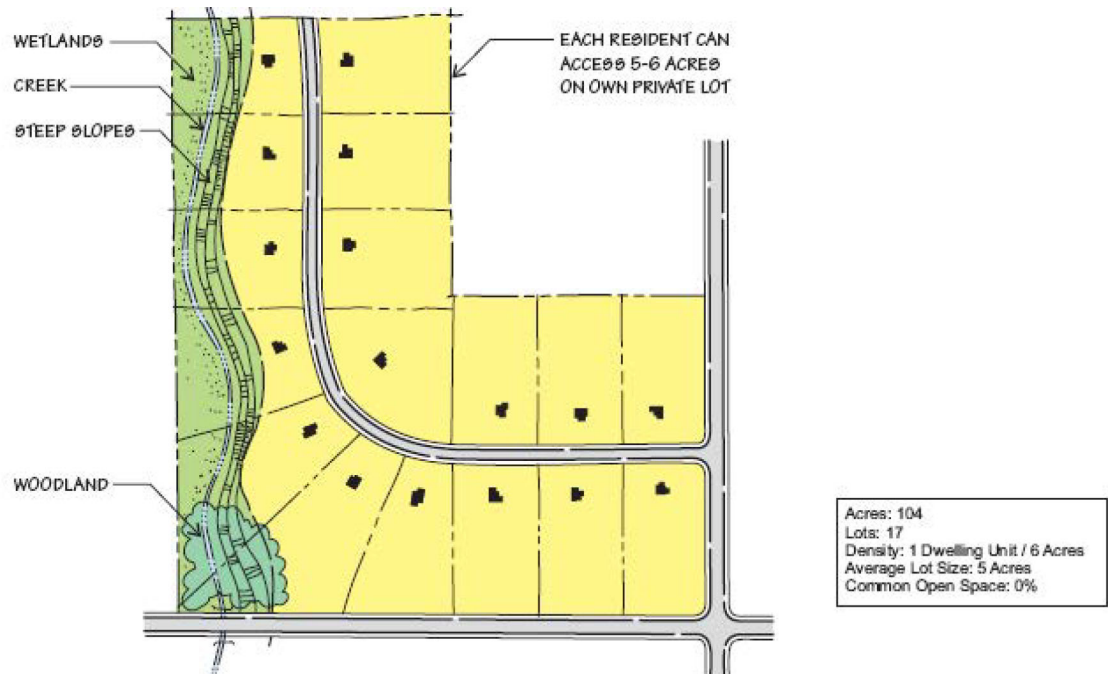 WETLANDS
CREEK
STEEP SLOPES
WOODLAND
EACH RESIDENT CAN
ACCESS 5-6 ACRES
ON OWN PRIVATE LOT
Acres: 104
Lots: 17
Density: 1 Dwelling Unit / 6 Acres
Average Lot Size: 5 Acres
Common Open Space: 0%